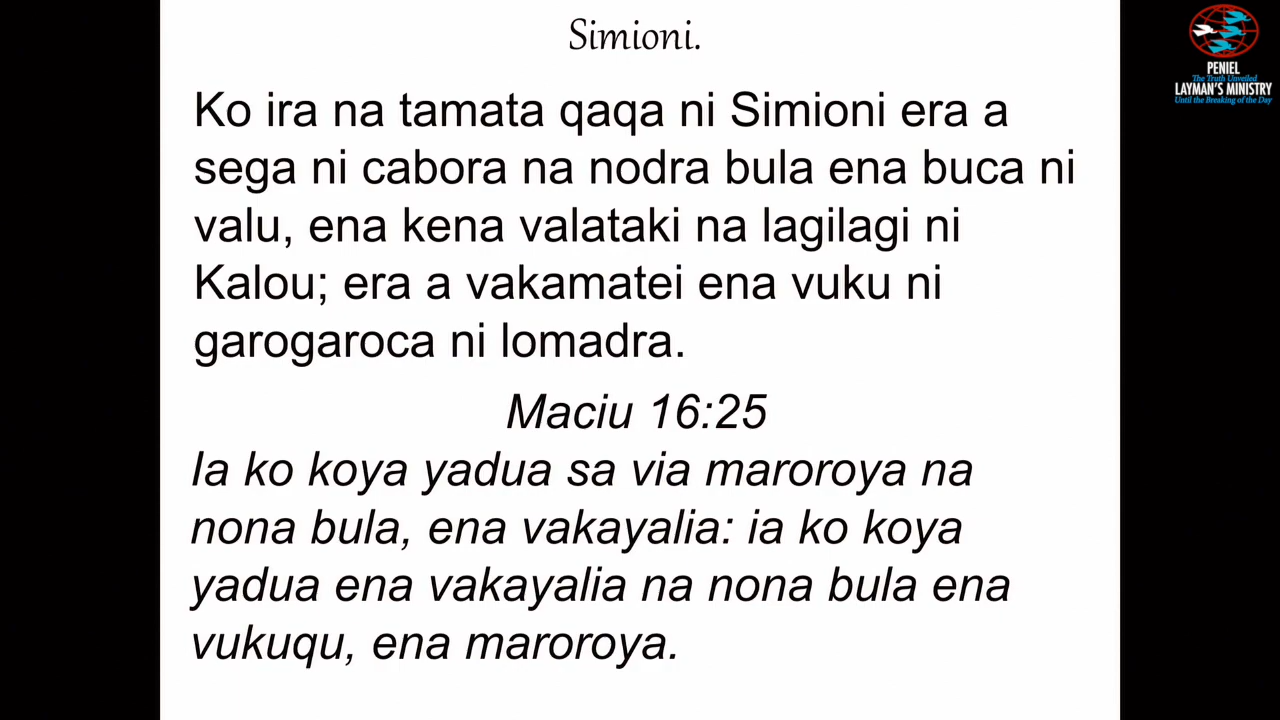 Simioni.
PENIEL
The Truth Unveiled
LAYMAN'S MINISTRY
Until the Breaking of the Day
Ko ira na tamata qaqa ni Simioni era a
sega ni cabora na nodra bula ena buca ni
valu, ena kena valataki na lagilagi ni
Kalou; era a vakamatei ena vuku ni
garogaroca ni lomadra.
Maciu 16:25
Ia ko koya yadua sa via maroroya na
nona bula, ena vakayalia: ia ko koya
yadua ena vakayalia na nona bula ena
vukuqu, ena maroroya.